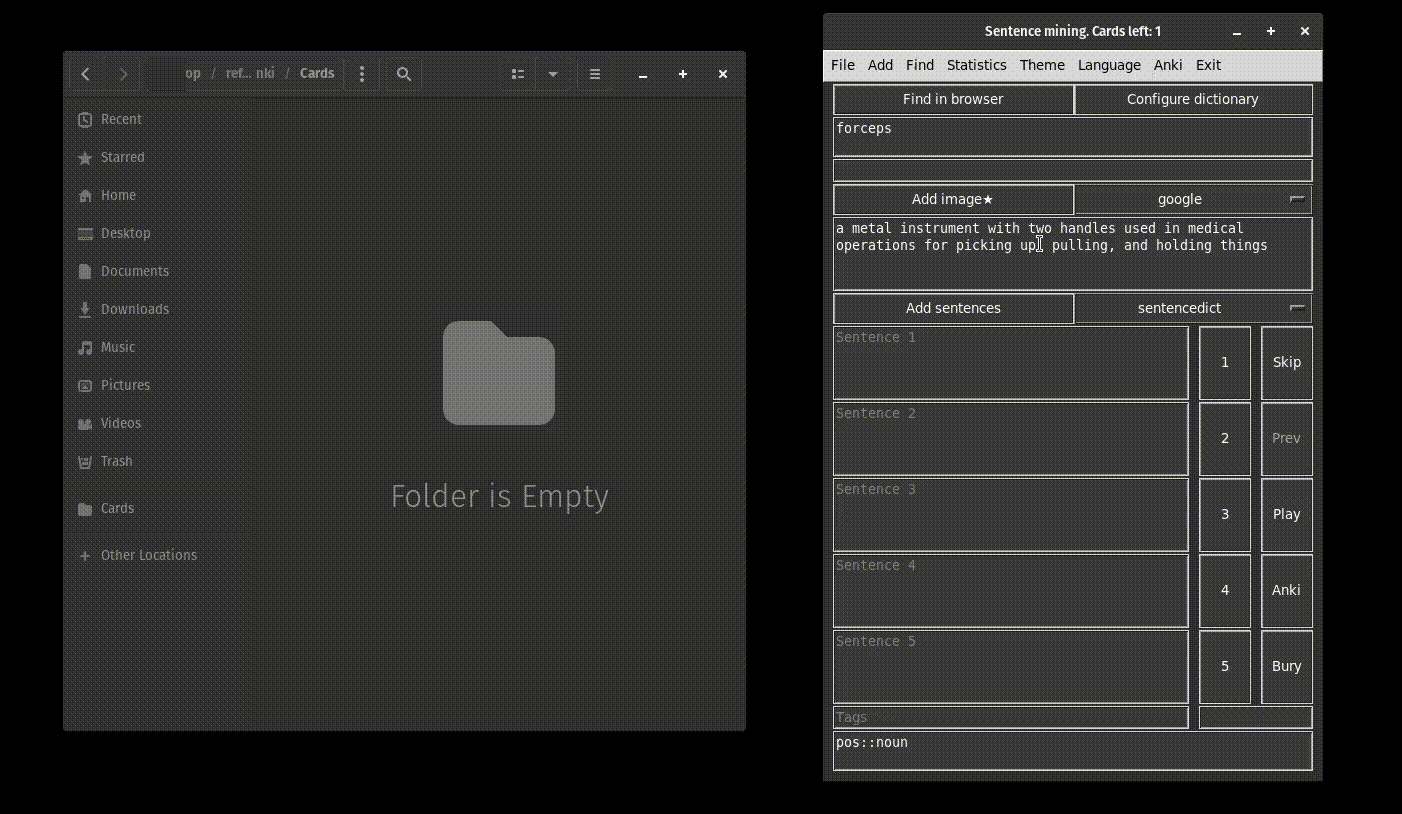 op / ref... nki / Cards
Recent
Starred
Home
Desktop
Documents
Downloads
Music
Pictures
Videos
Trash
Cards
Other Locations
Folder is Empty
Sentence mining. Cards left: 1
File Add Find Statistics Theme Language Anki Exit
Find in browser Configure dictionary
forceps
Add image★ google
a metal instrument with two handles used in medical
operations for picking up, pulling, and holding things
Add sentences sentencedict
Sentence 1 1 Skip
Sentence 2 2 Prev
Sentence 3 3 Play
Sentence 4 4 Anki
Sentence 5 5 Bury
Tags
pos::noun